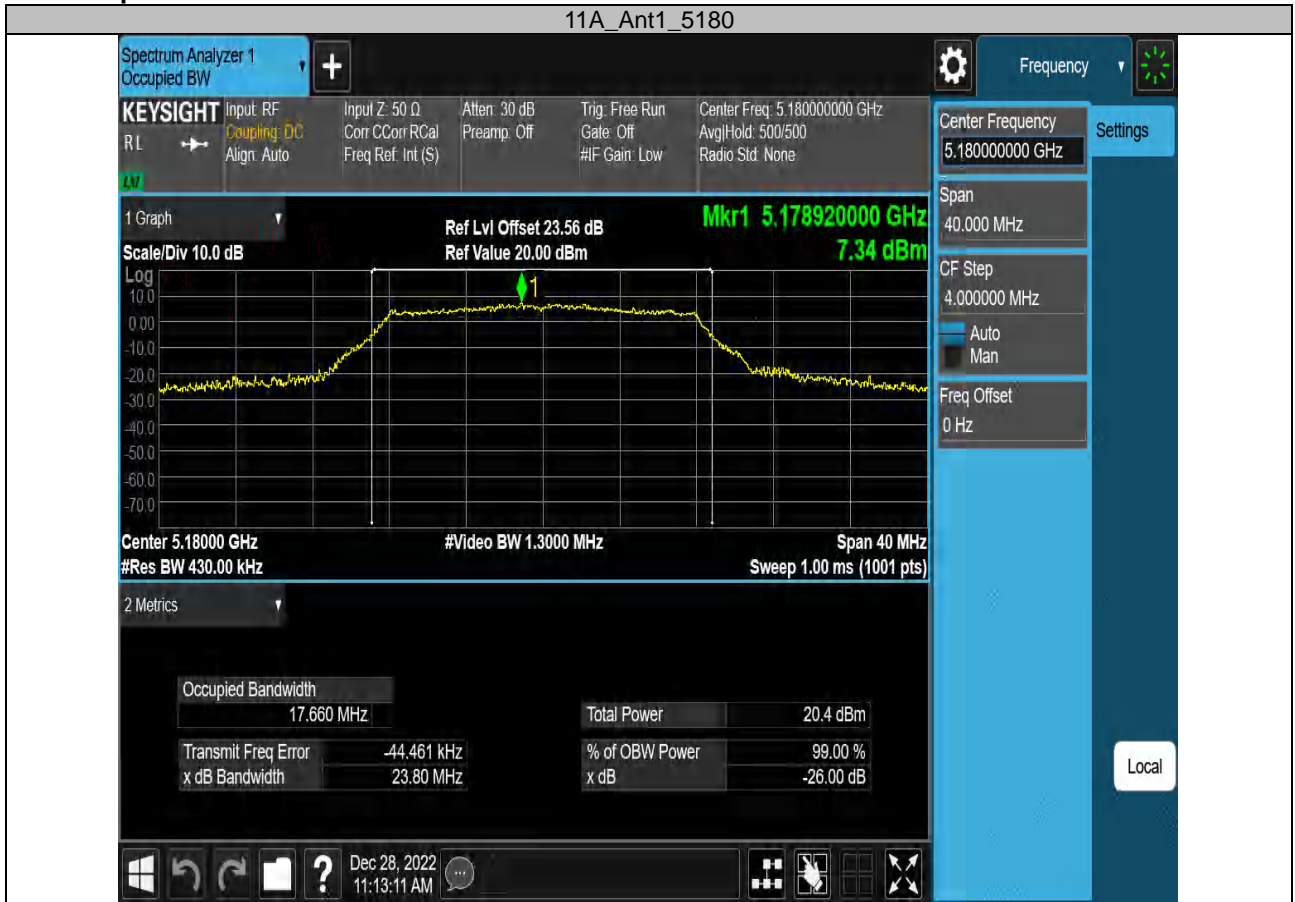 11A_Ant1_5180
Spectrum Analyzer 1
Occupied BW
+
Frequency
KEYSIGHT
RL
LW
Input: RF
Coupling: DC
Align: Auto
Input Z: 50 Ω
Corr CCorr RCal
Freq Ref: Int (S)
Atten: 30 dB
Preamp: Off
Trig: Free Run
Gate: Off
#IF Gain: Low
Center Freq: 5.180000000 GHz
Avg|Hold: 500/500
Radio Std: None
Center Frequency
5.180000000 GHz
Settings
Span
40.000 MHz
CF Step
4.000000 MHz
Auto
Man
Freq Offset
0 Hz
1 Graph
Scale/Div 10.0 dB
Ref Lvl Offset 23.56 dB
Ref Value 20.00 dBm
Mkr1 5.178920000 GHz
7.34 dBm
Log
1
10.0
0.00
-10.0
-20.0
-30.0
-40.0
-50.0
-60.0
-70.0
Center 5.18000 GHz
#Video BW 1.3000 MHz
Span 40 MHz
#Res BW 430.00 kHz
Sweep 1.00 ms (1001 pts)
2 Metrics
Occupied Bandwidth
17.660 MHz
Total Power 20.4 dBm
Transmit Freq Error -44.461 kHz
% of OBW Power 99.00 %
x dB Bandwidth 23.80 MHz
x dB -26.00 dB
Local
?
Dec 28, 2022
11:13:11 AM